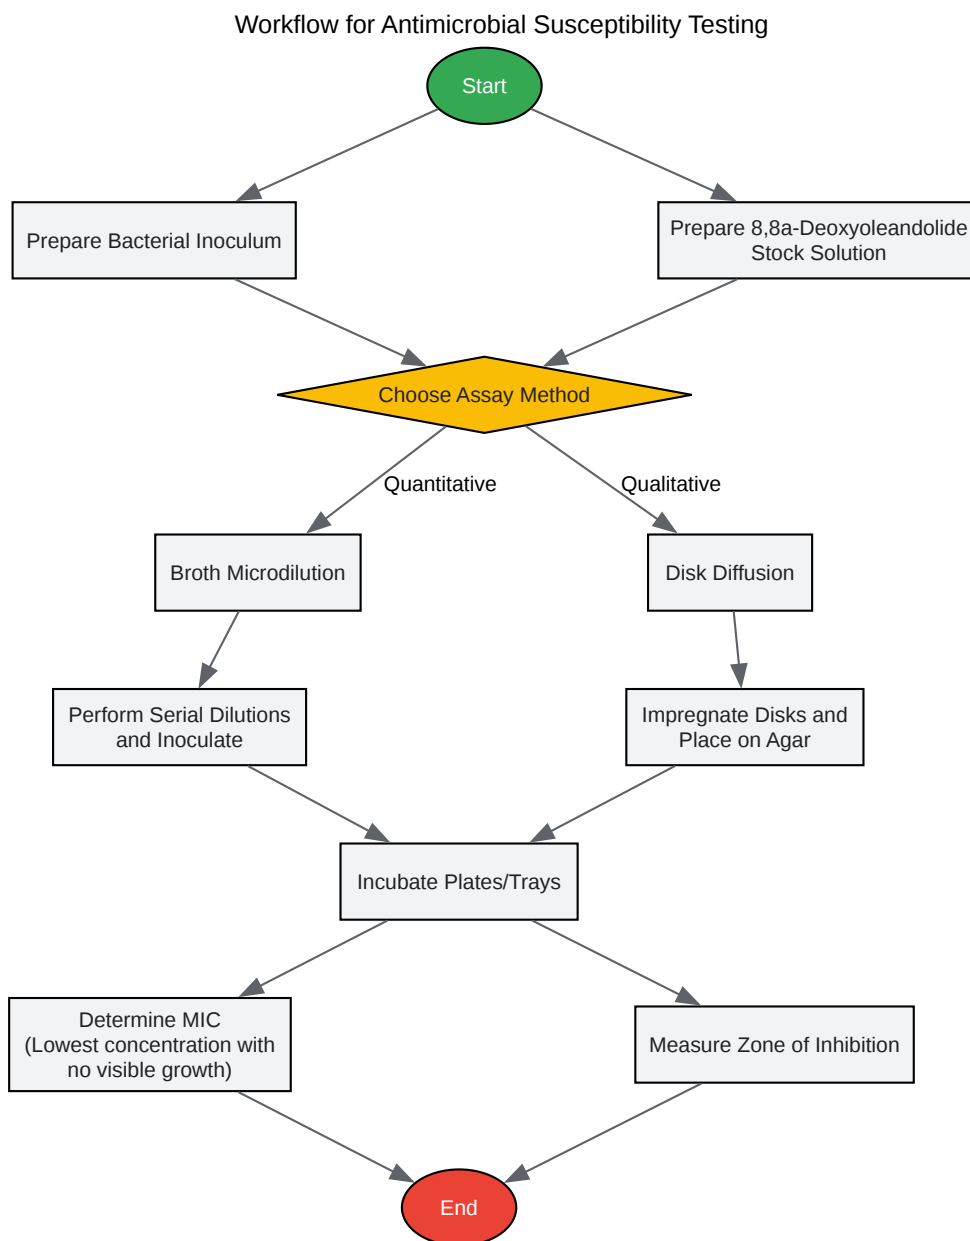 Workflow for Antimicrobial Susceptibility Testing
Start
Prepare Bacterial Inoculum
Prepare 8,8a-Deoxyoleandolide
Stock Solution
Choose Assay Method
Quantitative
Qualitative
Broth Microdilution
Disk Diffusion
Perform Serial Dilutions
and Inoculate
Impregnate Disks and
Place on Agar
Incubate Plates/Trays
Determine MIC
(Lowest concentration with
no visible growth)
Measure Zone of Inhibition
End